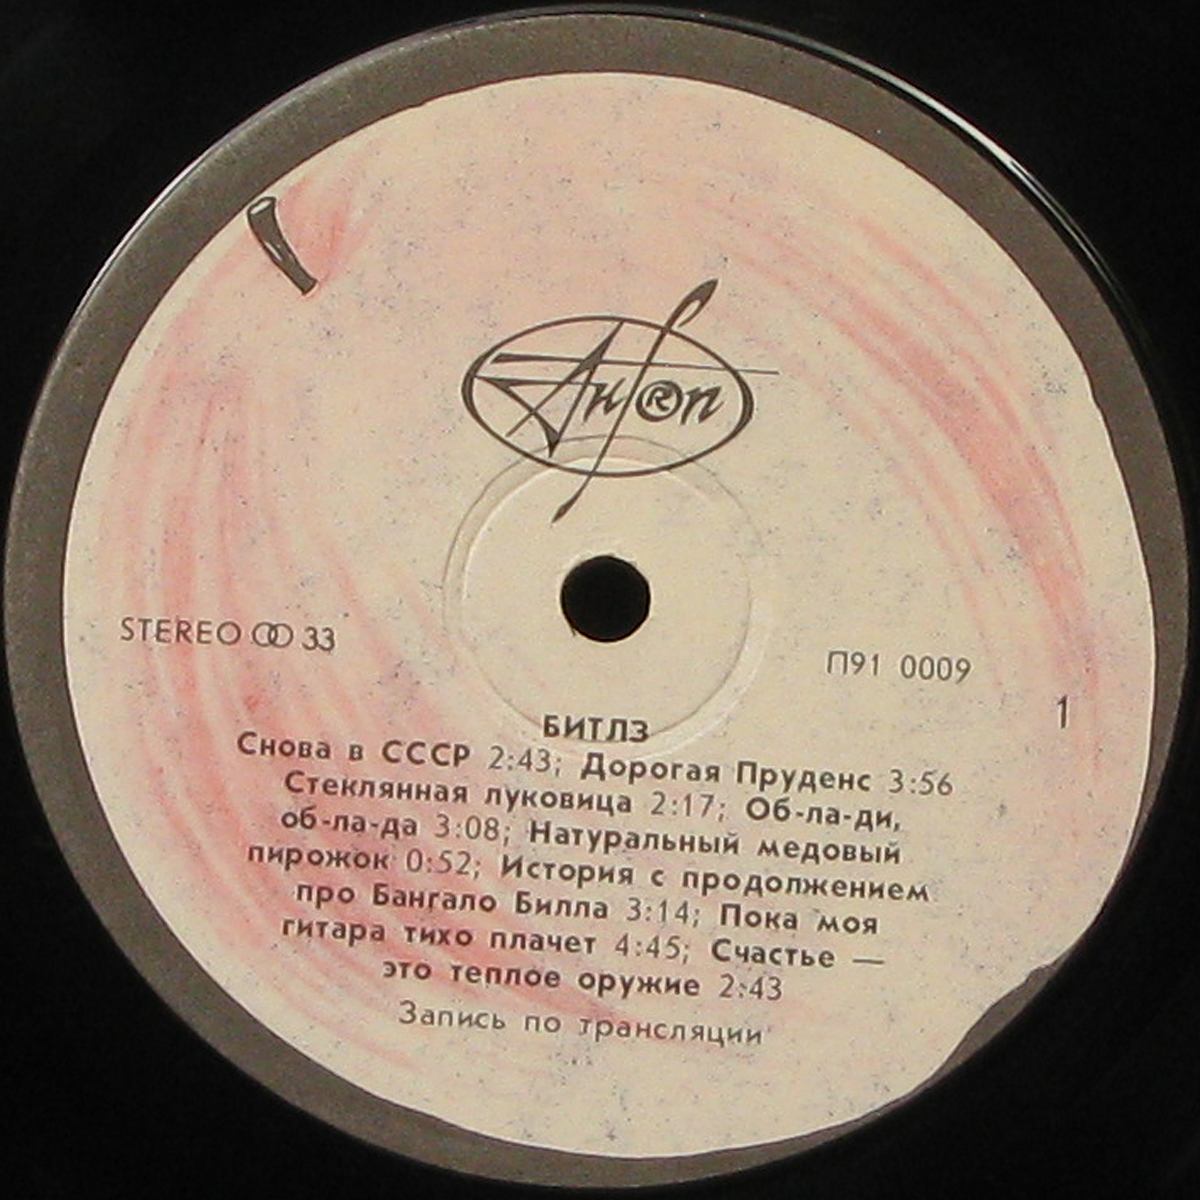 Антроп
®
STEREO 33
П91 0009
1
БИТЛЗ
Снова в СССР 2:43; Дорогая Пруденс 3:56
Стеклянная луковица 2:17; Об-ла-ди,
об-ла-да 3:08; Натуральный медовый
пирожок 0:52; История с продолжением
про Бангало Билла 3:14; Пока моя
гитара тихо плачет 4:45; Счастье —
это теплое оружие 2:43
Запись по трансляции